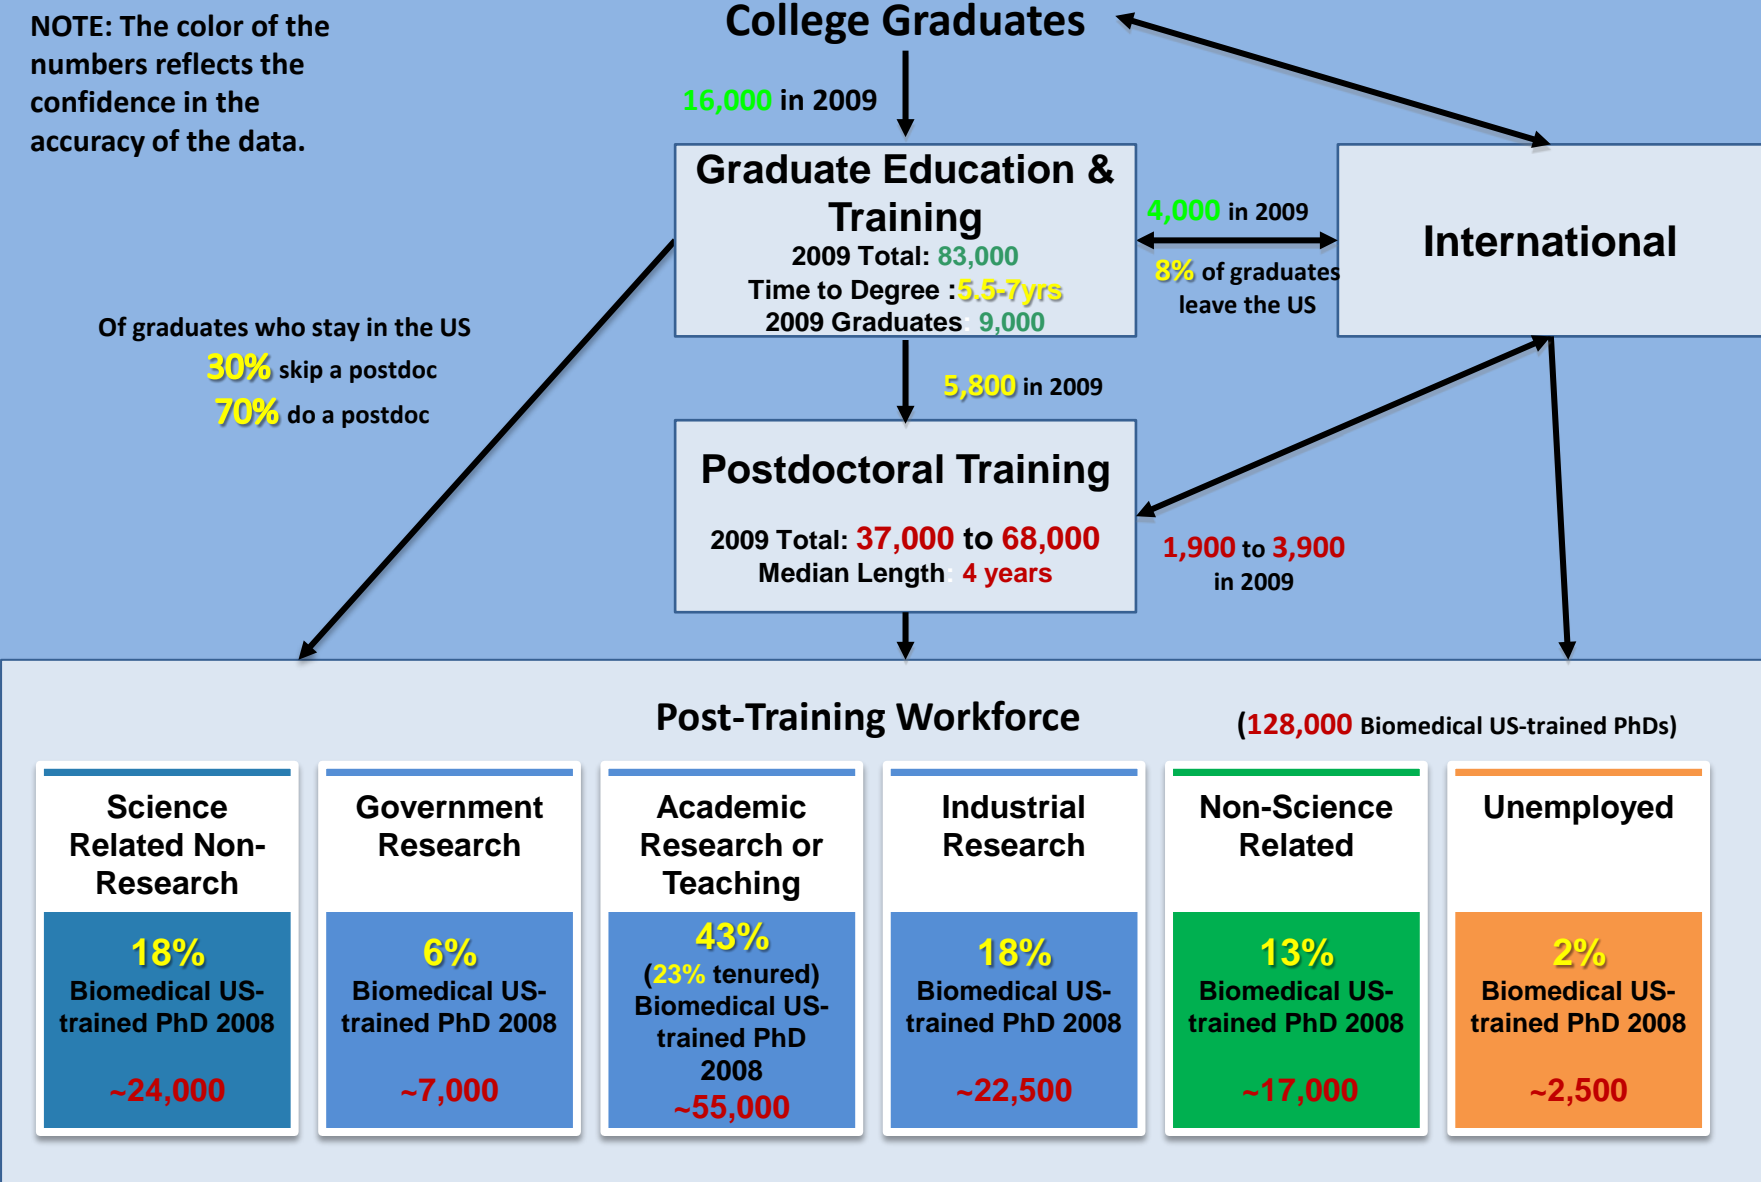 NOTE: The color of the
numbers reflects the
confidence in the
accuracy of the data.
College Graduates
16,000 in 2009
Graduate Education &
Training
2009 Total: 83,000
Time to Degree :5.5-7yrs
2009 Graduates: 9,000
4,000 in 2009
8% of graduates
leave the US
International
Of graduates who stay in the US
30% skip a postdoc
70% do a postdoc
5,800 in 2009
Postdoctoral Training
2009 Total: 37,000 to 68,000
Median Length: 4 years
1,900 to 3,900
in 2009
Post-Training Workforce
(128,000 Biomedical US-trained PhDs)
Science
Related Non-
Research
18%
Biomedical US-
trained PhD 2008
~24,000
Government
Research
6%
Biomedical US-
trained PhD 2008
~7,000
Academic
Research or
Teaching
43%
(23% tenured)
Biomedical US-
trained PhD
2008
~55,000
Industrial
Research
18%
Biomedical US-
trained PhD 2008
~22,500
Non-Science
Related
13%
Biomedical US-
trained PhD 2008
~17,000
Unemployed
2%
Biomedical US-
trained PhD 2008
~2,500